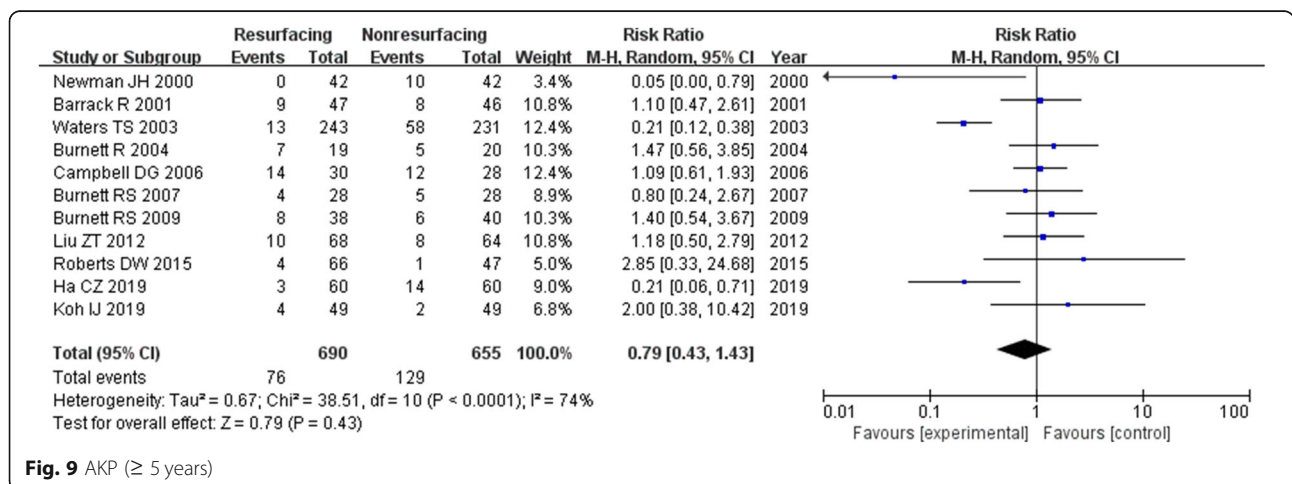 Resurfacing Nonresurfacing Risk Ratio Risk Ratio
Study or Subgroup Events Total Events Total Weight M-H, Random, 95% CI Year M-H, Random, 95% CI
Newman JH 2000 0 42 10 42 3.4% 0.05 [0.00, 0.79] 2000
Barrack R 2001 9 47 8 46 10.8% 1.10 [0.47, 2.61] 2001
Waters TS 2003 13 243 58 231 12.4% 0.21 [0.12, 0.38] 2003
Burnett R 2004 7 19 5 20 10.3% 1.47 [0.56, 3.85] 2004
Campbell DG 2006 14 30 12 28 12.4% 1.09 [0.61, 1.93] 2006
Burnett RS 2007 4 28 5 28 8.9% 0.80 [0.24, 2.67] 2007
Burnett RS 2009 8 38 6 40 10.3% 1.40 [0.54, 3.67] 2009
Liu ZT 2012 10 68 8 64 10.8% 1.18 [0.50, 2.79] 2012
Roberts DW 2015 4 66 1 47 5.0% 2.85 [0.33, 24.68] 2015
Ha CZ 2019 3 60 14 60 9.0% 0.21 [0.06, 0.71] 2019
Koh IJ 2019 4 49 2 49 6.8% 2.00 [0.38, 10.42] 2019
Total (95% CI) 690 655 100.0% 0.79 [0.43, 1.43]
Total events 76 129
Heterogeneity: Tau² = 0.67; Chi² = 38.51, df = 10 (P < 0.0001); I² = 74%
Test for overall effect: Z = 0.79 (P = 0.43)
0.01 0.1 1 10 100
Favours [experimental] Favours [control]
Fig. 9 AKP (≥ 5 years)